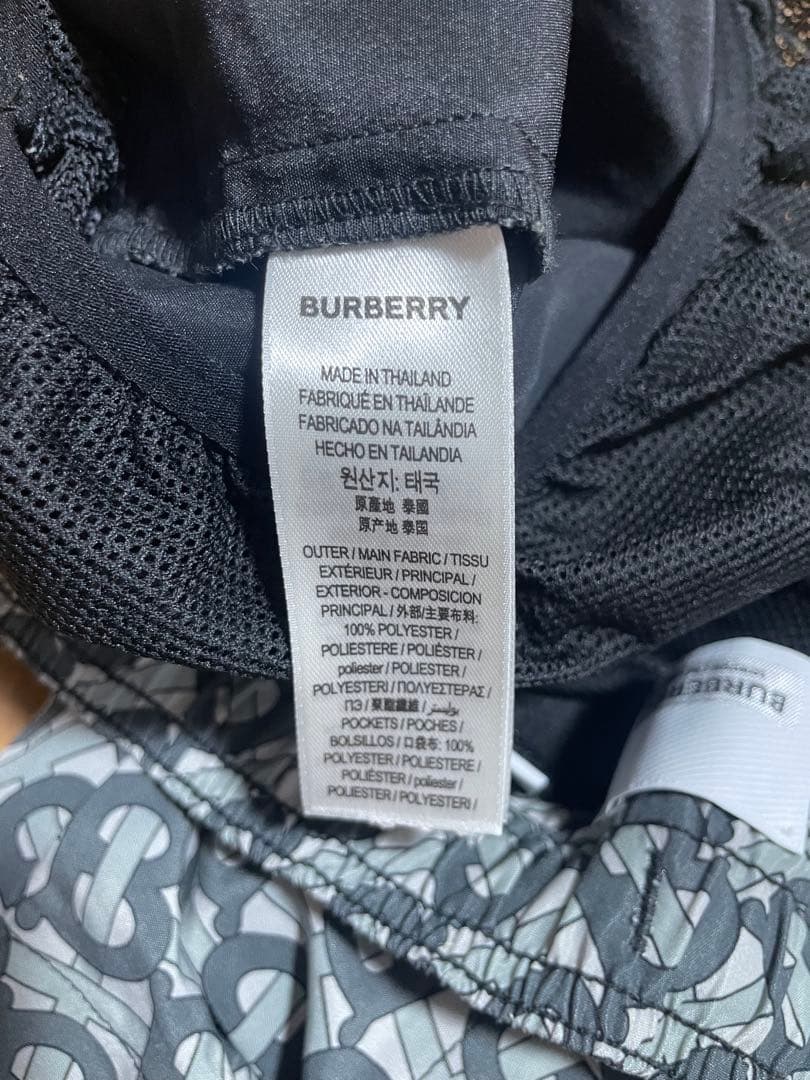 BURBERRY
MADE IN THAILAND
FABRIQUÉ EN THAÏLANDE
FABRICADO NA TAILÂNDIA
HECHO EN TAILANDIA
원산지: 태국
原產地 泰國
原产地 泰国
OUTER / MAIN FABRIC / TISSU
EXTÉRIEUR / PRINCIPAL /
EXTERIOR - COMPOSICION
PRINCIPAL / 外部/主要布料:
100% POLYESTER /
POLIESTERE / POLIÉSTER /
poliester / POLIESTER /
POLYESTERI / ΠΟΛΥΕΣΤΕΡΑΣ /
ПЭ / 聚酯纖維 / بوليستر /
POCKETS / POCHES /
BOLSILLOS / 口袋布: 100%
POLYESTER / POLIESTERE /
POLIÉSTER / poliester /
POLIESTER / POLYESTERI /
BURBER